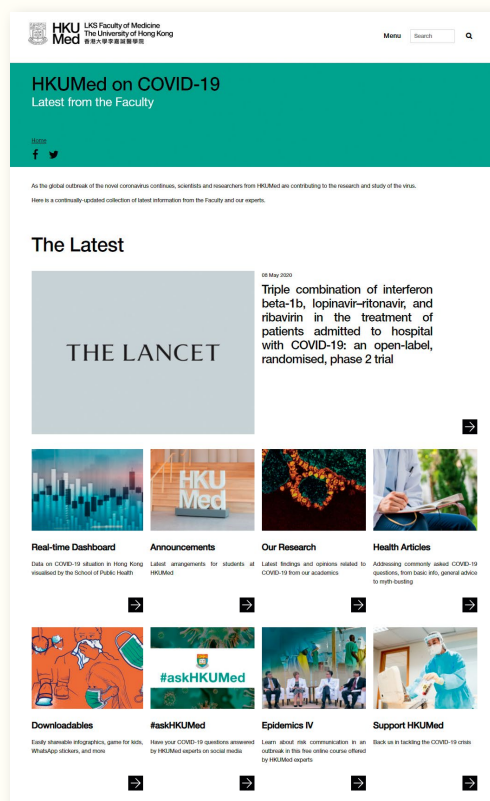 HKU Med
LKS Faculty of Medicine
The University of Hong Kong
香港大學李嘉誠醫學院
Menu
Search
HKUMed on COVID-19
Latest from the Faculty
Home
As the global outbreak of the novel coronavirus continues, scientists and researchers from HKUMed are contributing to the research and study of the virus.
Here is a continually-updated collection of latest information from the Faculty and our experts.
The Latest
THE LANCET
08 May 2020
Triple combination of interferon
beta-1b, lopinavir–ritonavir, and
ribavirin in the treatment of
patients admitted to hospital
with COVID-19: an open-label,
randomised, phase 2 trial
HKU
Med
Real-time Dashboard
Data on COVID-19 situation in Hong Kong
visualised by the School of Public Health
Announcements
Latest arrangements for students at
HKUMed
Our Research
Latest findings and opinions related to
COVID-19 from our academics
Health Articles
Addressing commonly asked COVID-19
questions, from basic info, general advice
to myth-busting
#askHKUMed
Downloadables
Easily shareable infographics, game for kids,
WhatsApp stickers, and more
#askHKUMed
Have your COVID-19 questions answered
by HKUMed experts on social media
Epidemics IV
Learn about risk communication in an
outbreak in this free online course offered
by HKUMed experts
Support HKUMed
Back us in tackling the COVID-19 crisis